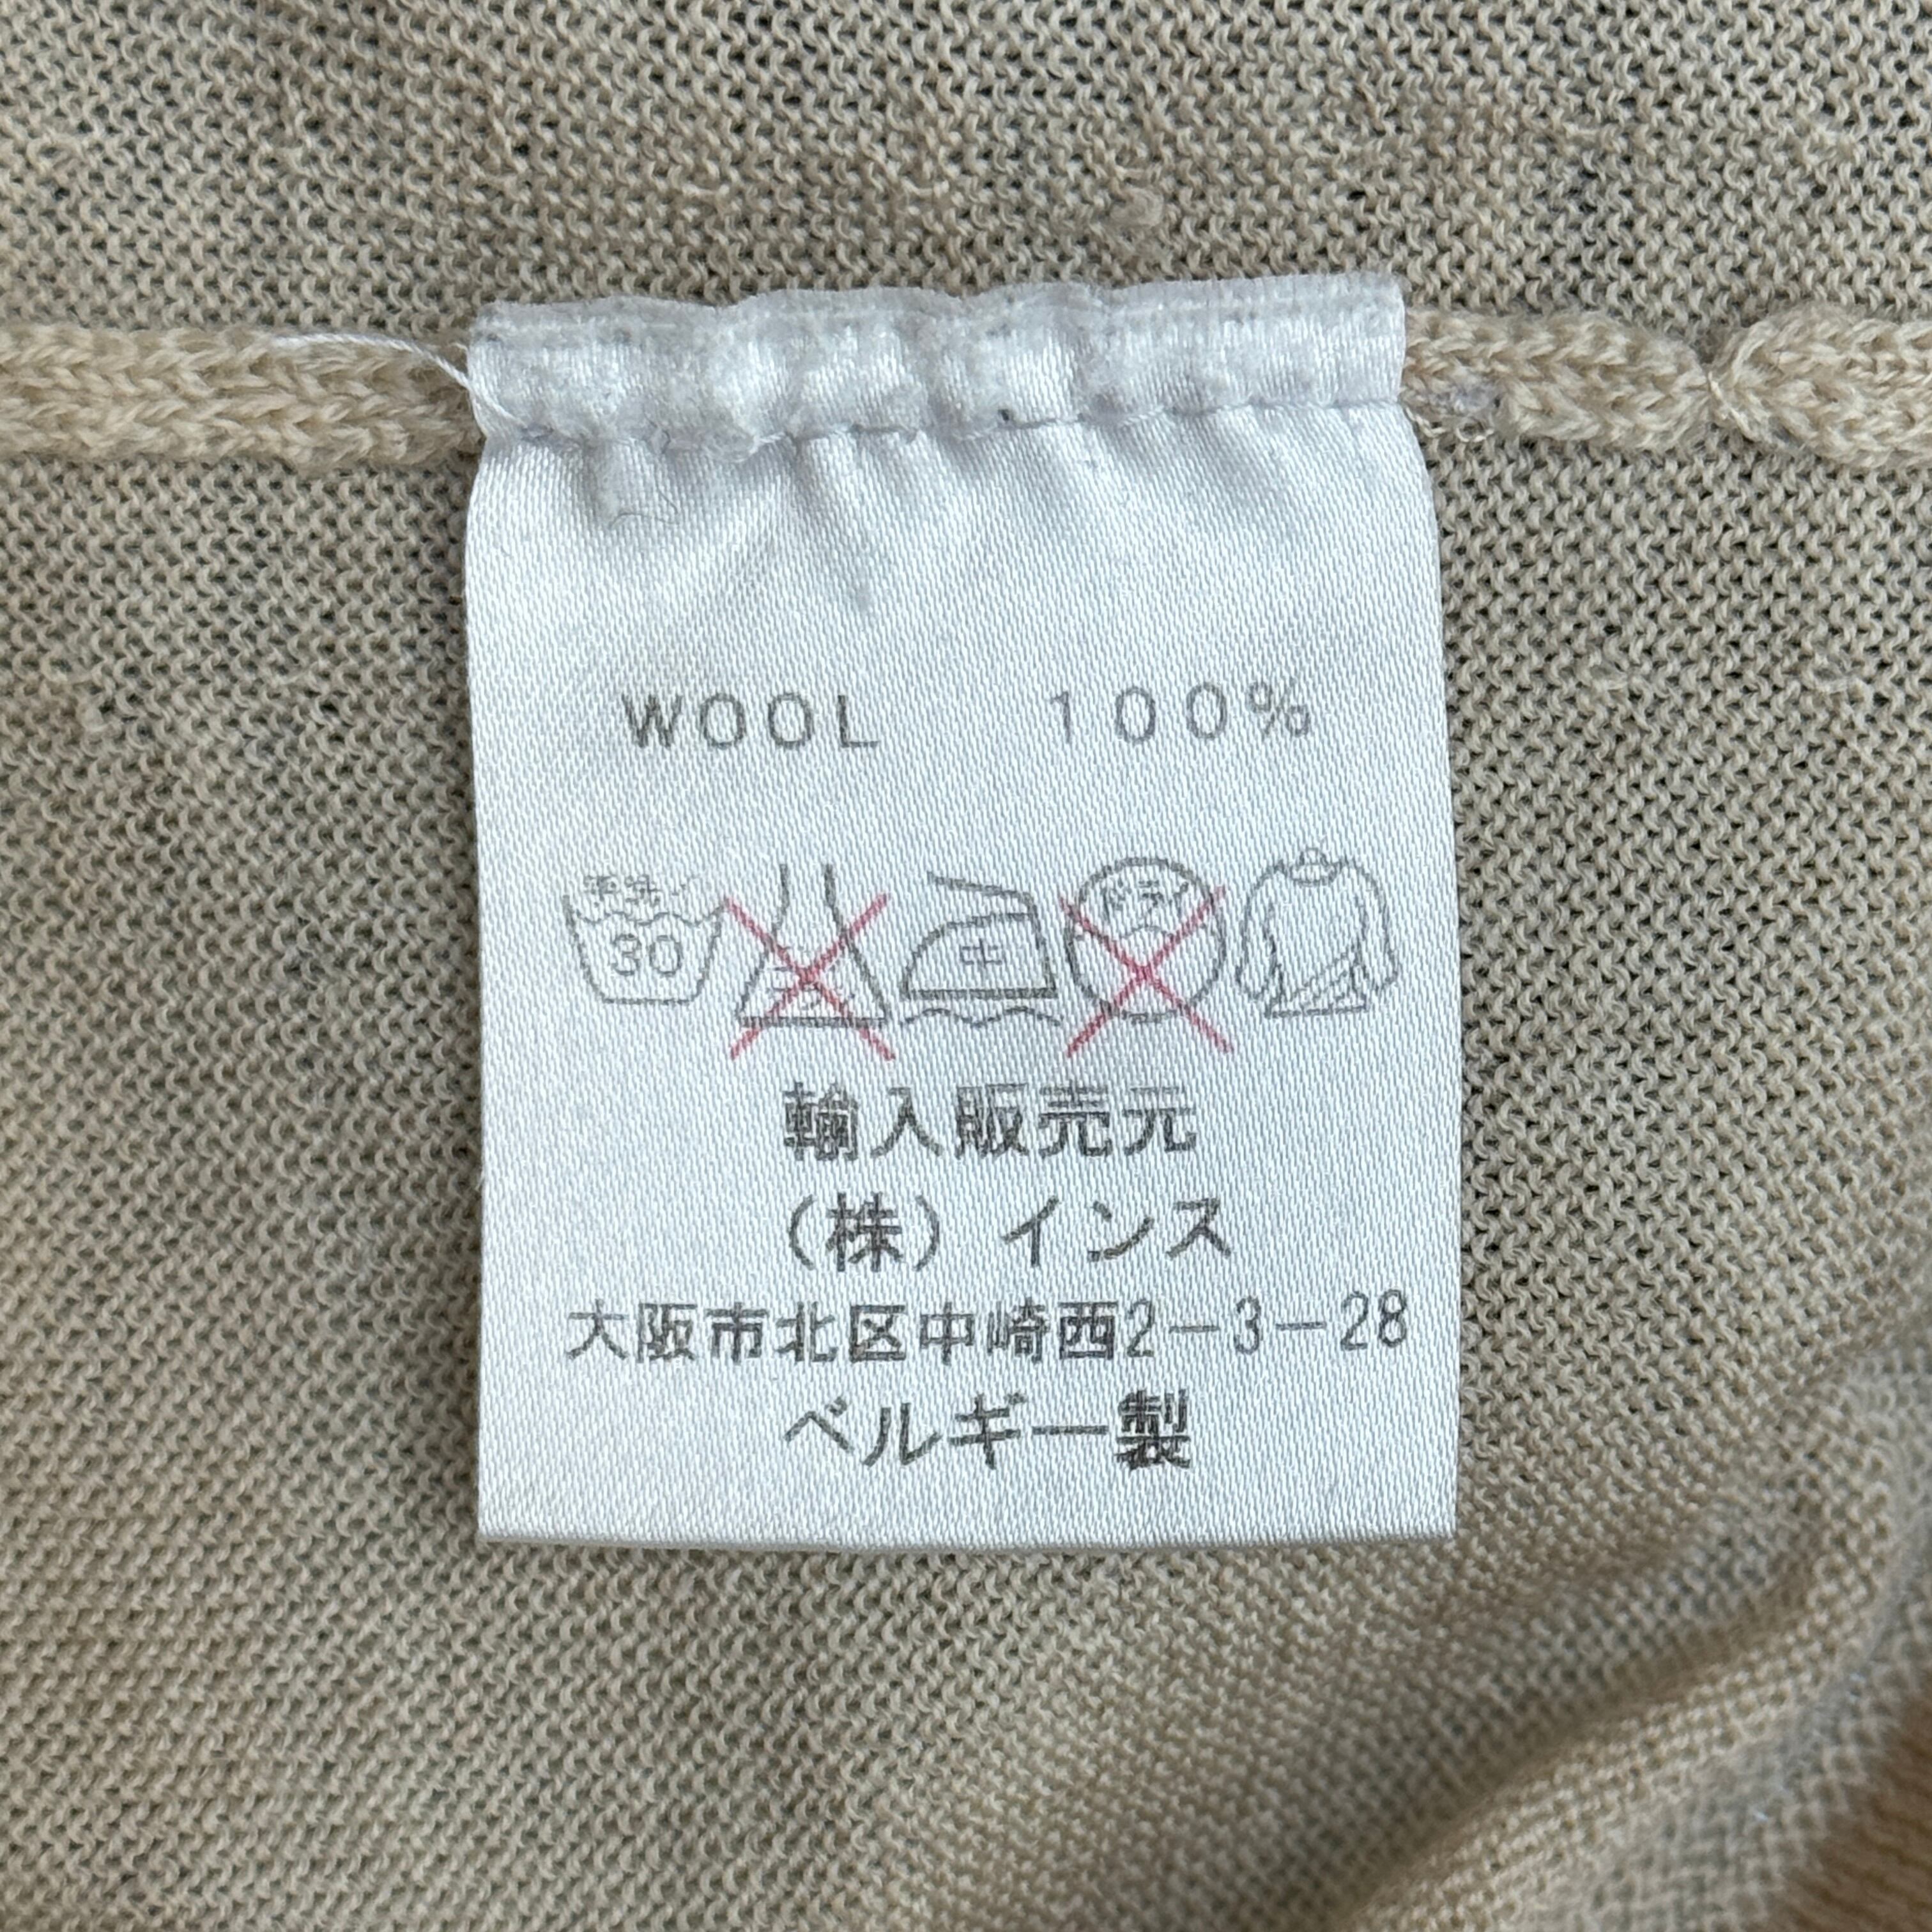 WOOL 100%
手洗イ
30
中
ドライ
輸入販売元
(株) インス
大阪市北区中崎西2-3-28
ベルギー製